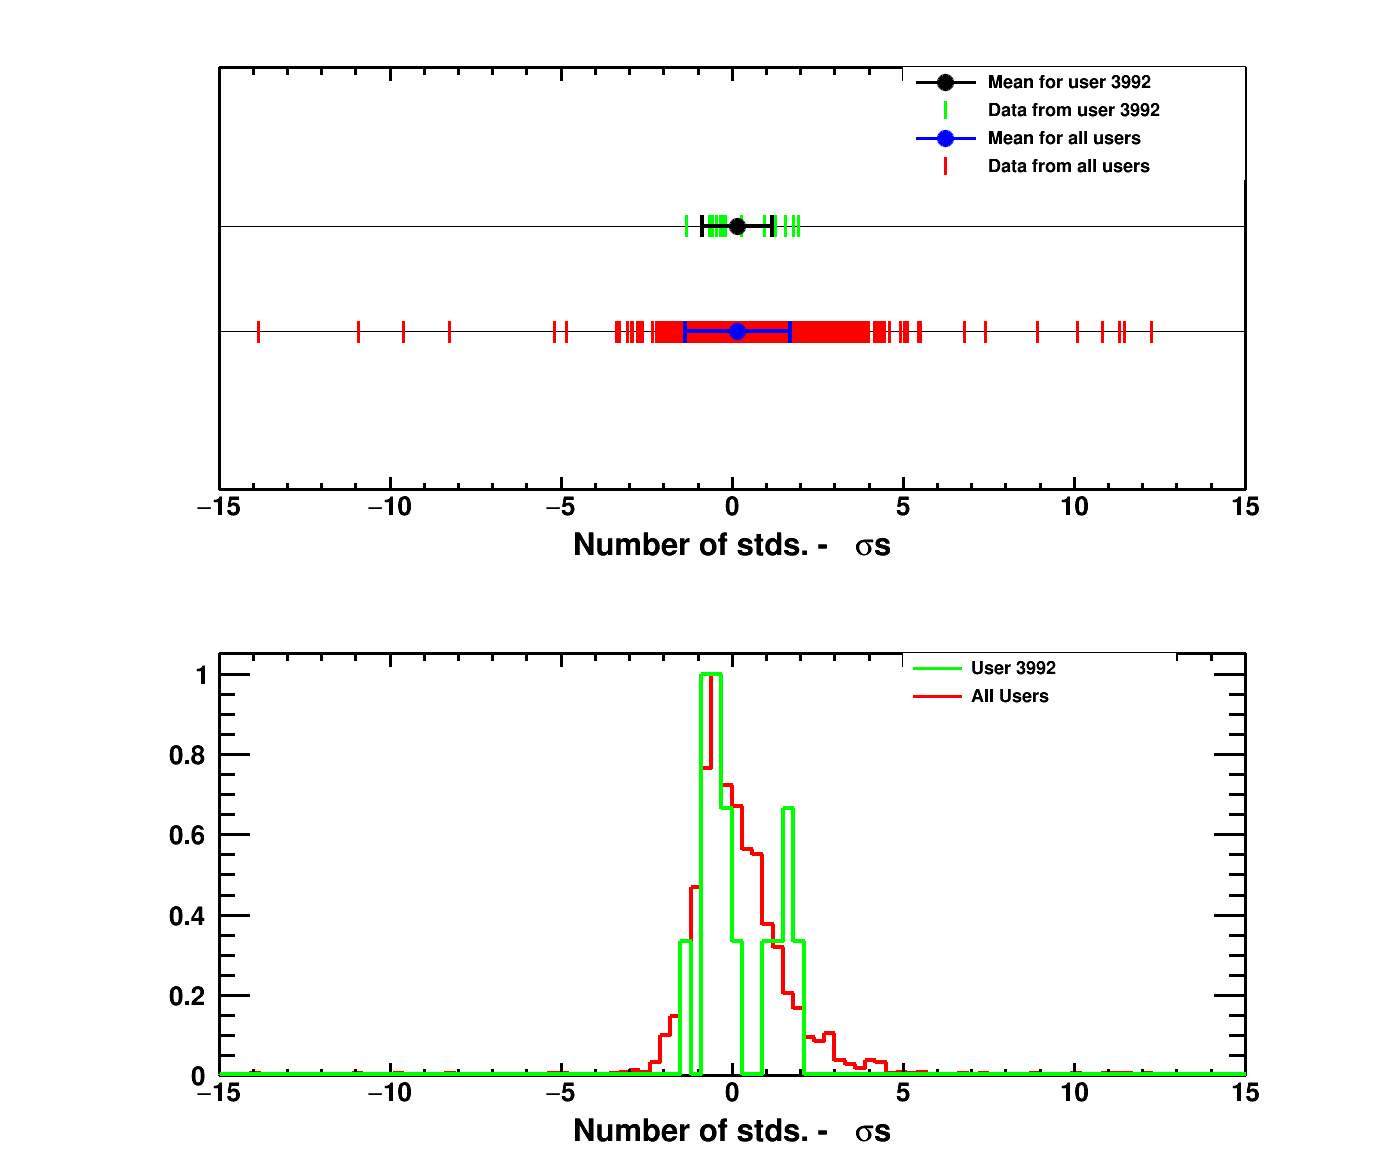 Mean for user 3992
Data from user 3992
Mean for all users
Data from all users
−15 −10 −5 0 5 10 15
Number of stds. - σs
User 3992
All Users
1
0.8
0.6
0.4
0.2
0
−15 −10 −5 0 5 10 15
Number of stds. - σs